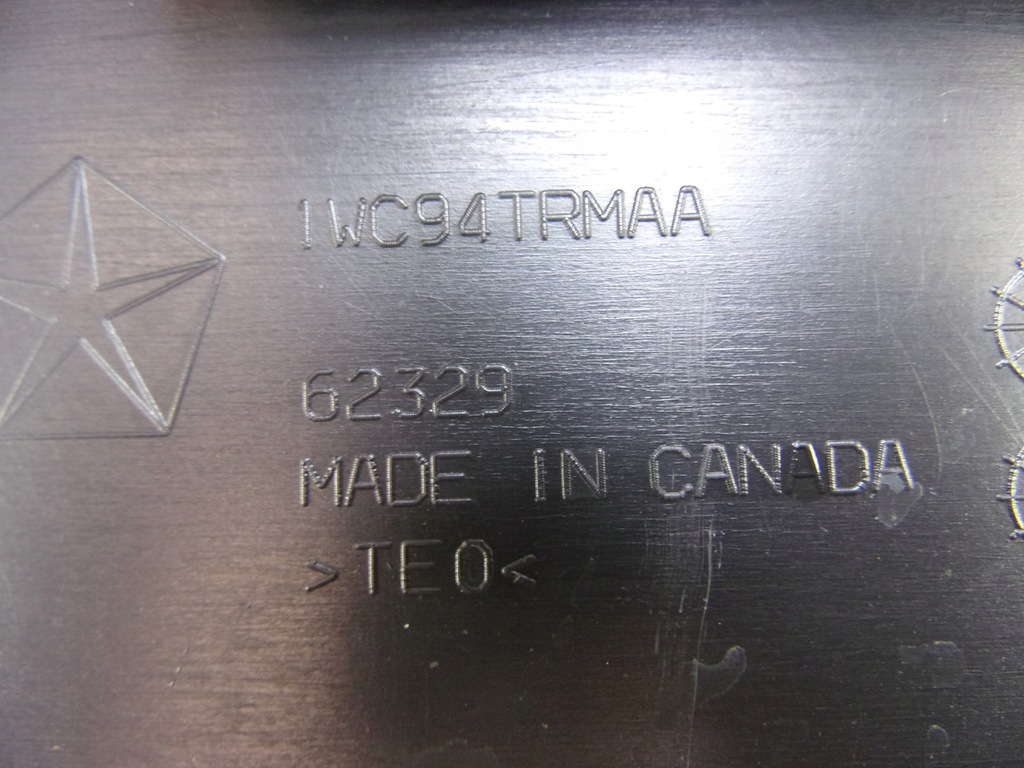 1WC94TRMAA
62329
MADE IN CANADA
>TEO<